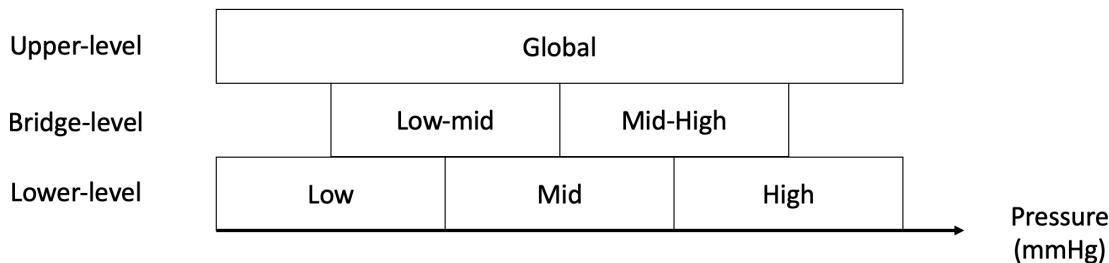 Upper-level
Global
Bridge-level
Low-mid
Mid-High
Lower-level
Low
Mid
High
Pressure
(mmHg)